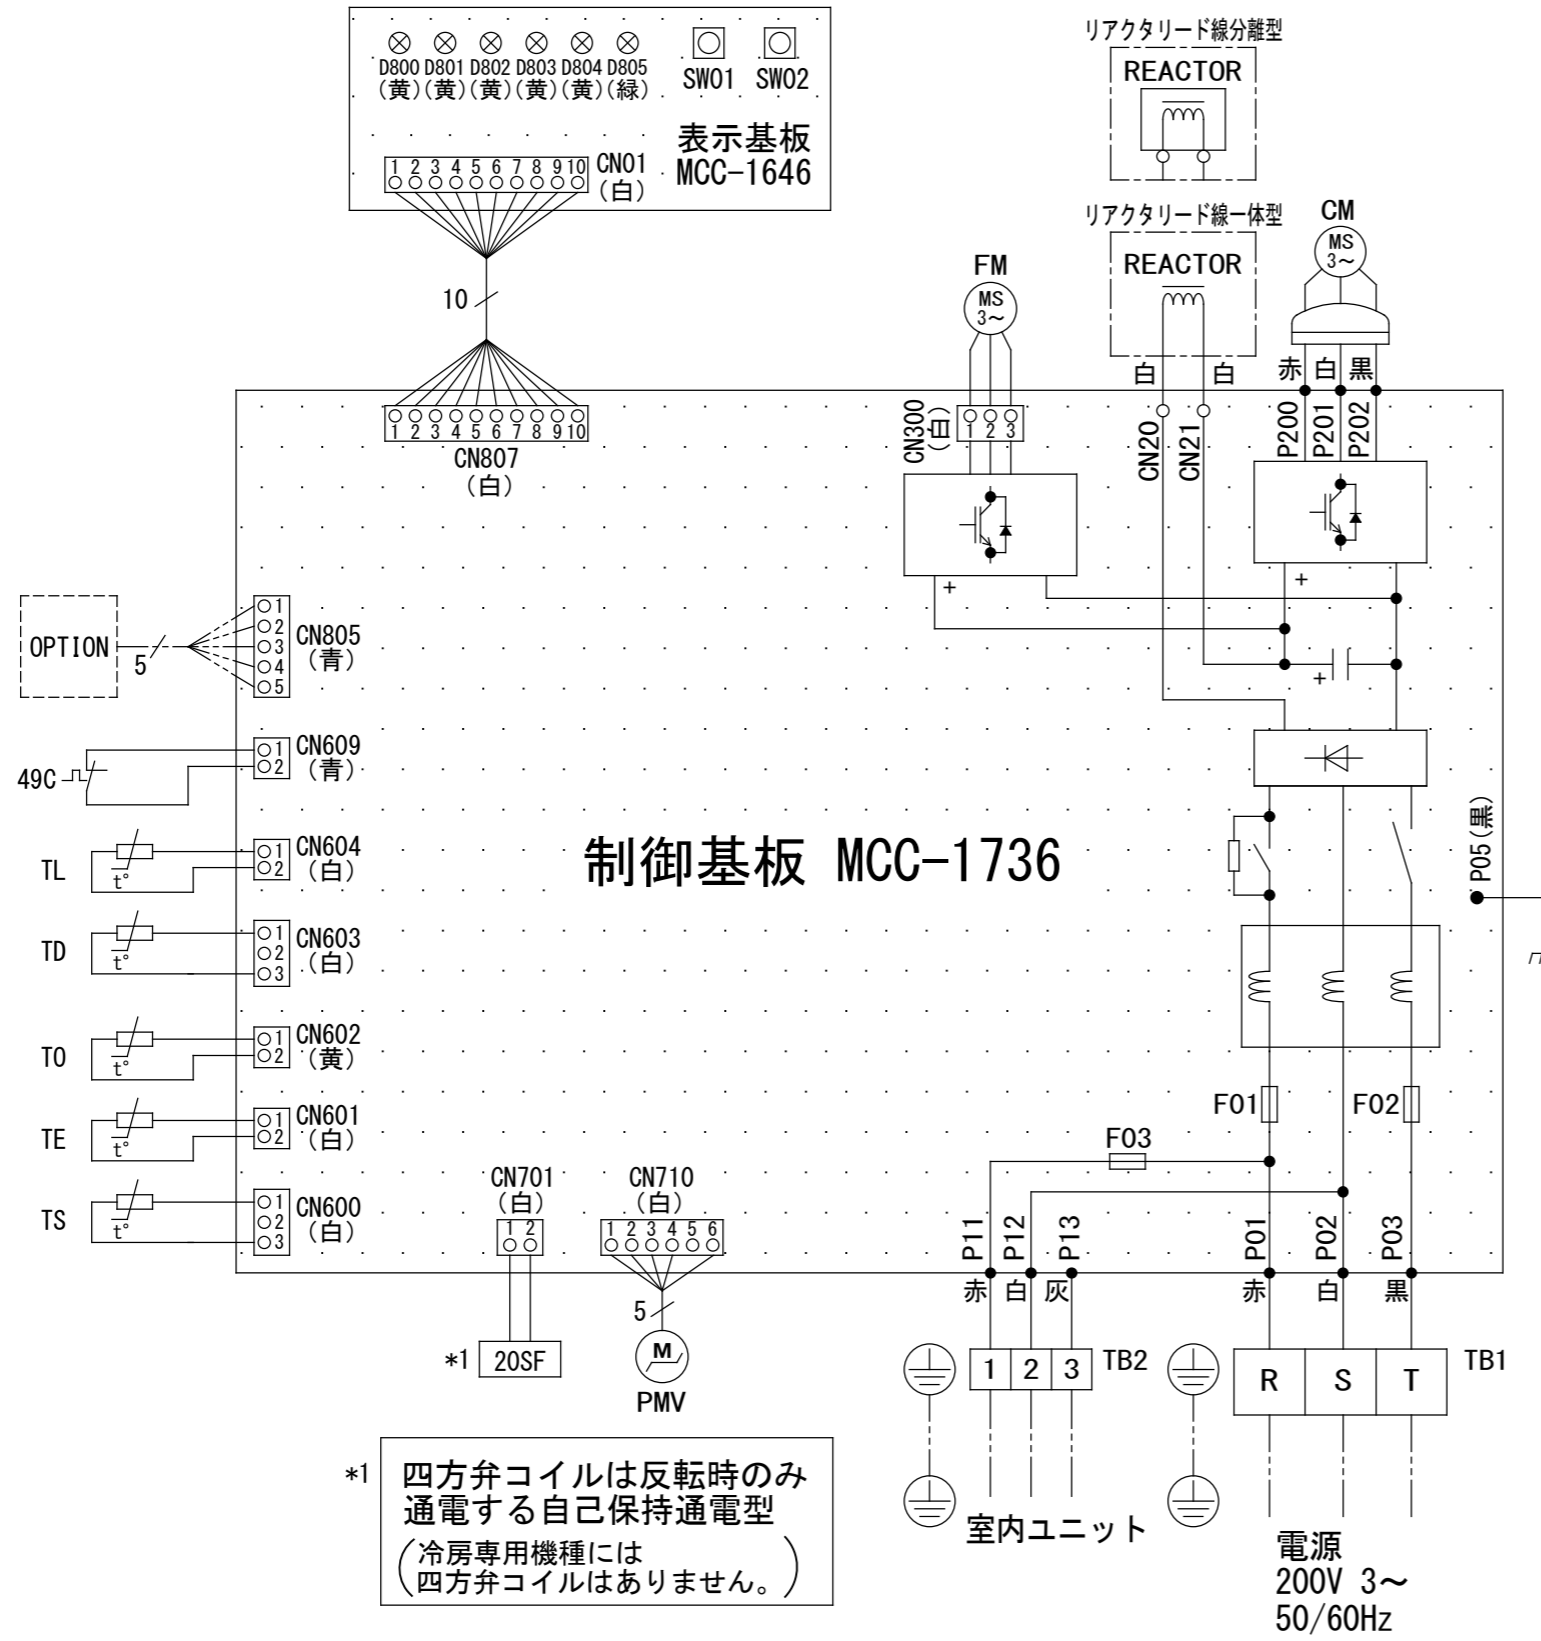 D800 D801 D802 D803 D804 D805
(黄)(黄)(黄)(黄)(黄)(緑)
SW01 SW02
表示基板
MCC-1646
1 2 3 4 5 6 7 8 9 10
CN01
(白)
10
1 2 3 4 5 6 7 8 9 10
CN807
(白)
リアクタリード線分離型
REACTOR
リアクタリード線一体型
REACTOR
白 白
CN20 CN21
FM
MS
3~
CN300
(白)
1 2 3
+
CM
MS
3~
赤 白 黒
P200 P201 P202
+
+
OPTION
5
1
2
3
4
5
CN805
(青)
49C
1
2
CN609
(青)
TL
t°
1
2
CN604
(白)
TD
t°
1
2
3
CN603
(白)
TO
t°
1
2
CN602
(黄)
TE
t°
1
2
CN601
(白)
TS
t°
1
2
3
CN600
(白)
制御基板 MCC-1736
P05(黒)
F01 F02
F03
CN701
(白)
1 2
*1 20SF
CN710
(白)
1 2 3 4 5 6
5
M
PMV
P11 P12 P13
赤 白 灰
1 2 3 TB2
室内ユニット
P01 P02 P03
赤 白 黒
R S T TB1
電源
200V 3~
50/60Hz
*1 四方弁コイルは反転時のみ
通電する自己保持通電型
(冷房専用機種には
四方弁コイルはありません。)